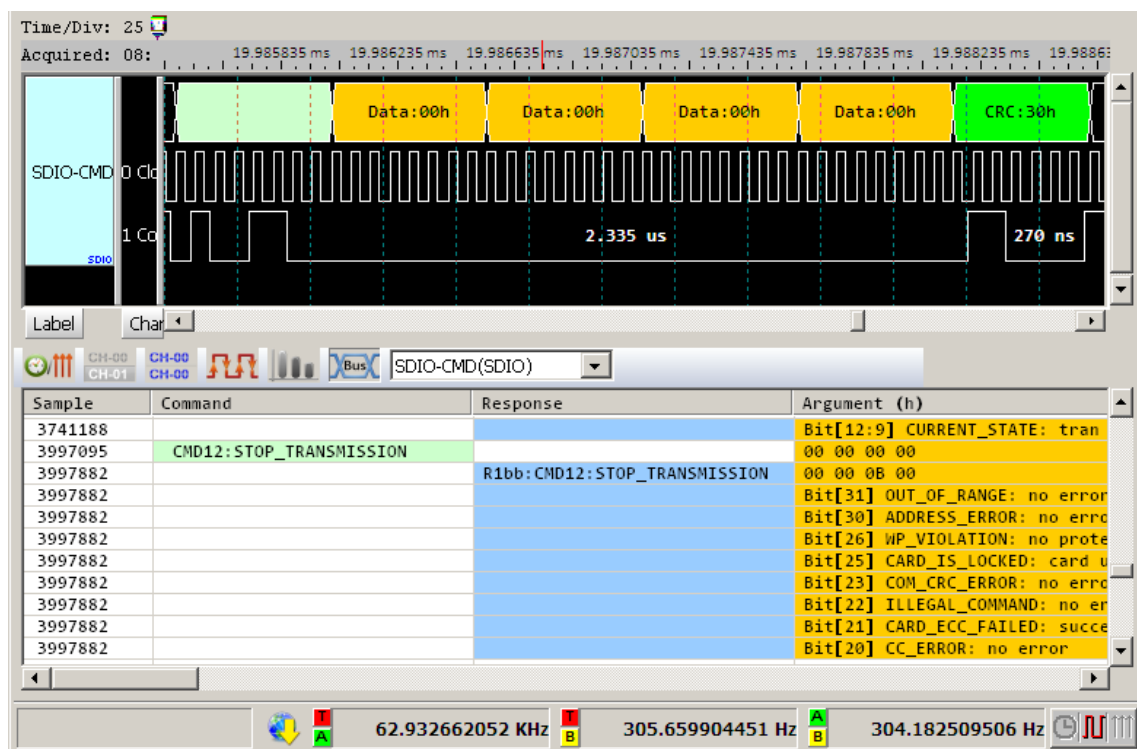 Time/Div: 25
Acquired: 08: 19.985835 ms 19.986235 ms 19.986635 ms 19.987035 ms 19.987435 ms 19.987835 ms 19.988235 ms 19.98863
Data:00h Data:00h Data:00h Data:00h CRC:30h
SDIO-CMD 0 Clo
1 Co 2.335 us 270 ns
SDIO
Label Char
CH-00 CH-01 CH-00 CH-00 Bus SDIO-CMD(SDIO)
Sample Command Response Argument (h)
3741188 Bit[12:9] CURRENT_STATE: tran
3997095 CMD12:STOP_TRANSMISSION 00 00 00 00
3997882 R1bb:CMD12:STOP_TRANSMISSION 00 00 0B 00
3997882 Bit[31] OUT_OF_RANGE: no error
3997882 Bit[30] ADDRESS_ERROR: no erro
3997882 Bit[26] WP_VIOLATION: no prote
3997882 Bit[25] CARD_IS_LOCKED: card u
3997882 Bit[23] COM_CRC_ERROR: no erro
3997882 Bit[22] ILLEGAL_COMMAND: no er
3997882 Bit[21] CARD_ECC_FAILED: succe
3997882 Bit[20] CC_ERROR: no error
T A 62.932662052 KHz T B 305.659904451 Hz A B 304.182509506 Hz